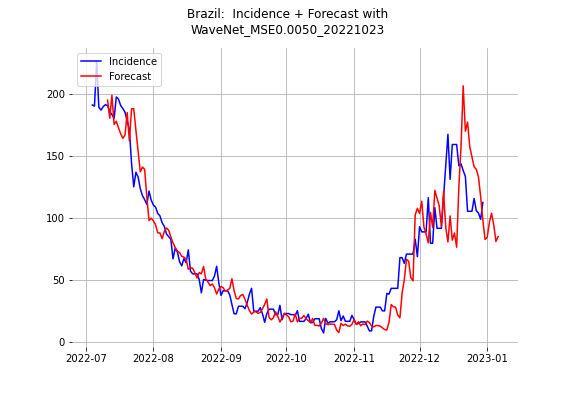 Brazil:  Incidence + Forecast with
WaveNet_MSE0.0050_20221023
Incidence
Forecast
200
150
100
50
0
2022-07 2022-08 2022-09 2022-10 2022-11 2022-12 2023-01